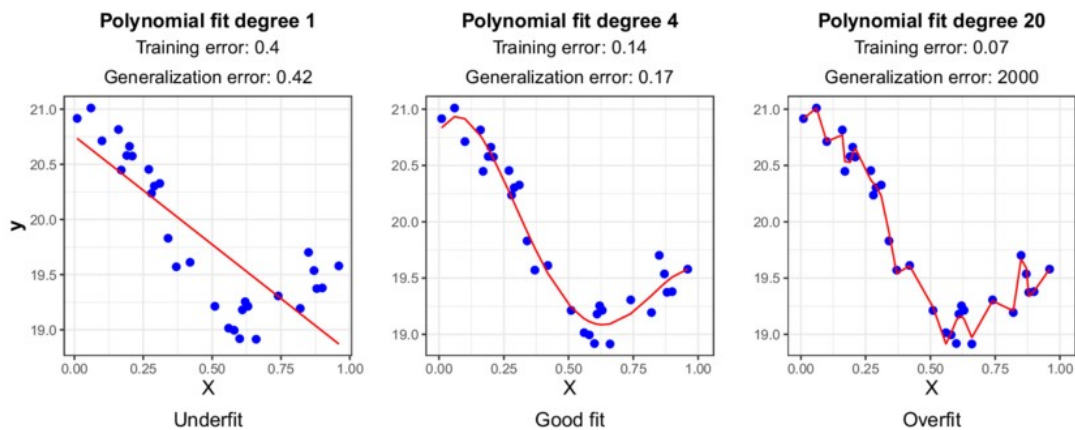 Polynomial fit degree 1
Training error: 0.4
Generalization error: 0.42
21.0
20.5
20.0
19.5
19.0
y
0.00 0.25 0.50 0.75 1.00
X
Underfit
Polynomial fit degree 4
Training error: 0.14
Generalization error: 0.17
21.0
20.5
20.0
19.5
19.0
0.00 0.25 0.50 0.75 1.00
X
Good fit
Polynomial fit degree 20
Training error: 0.07
Generalization error: 2000
21.0
20.5
20.0
19.5
19.0
0.00 0.25 0.50 0.75 1.00
X
Overfit